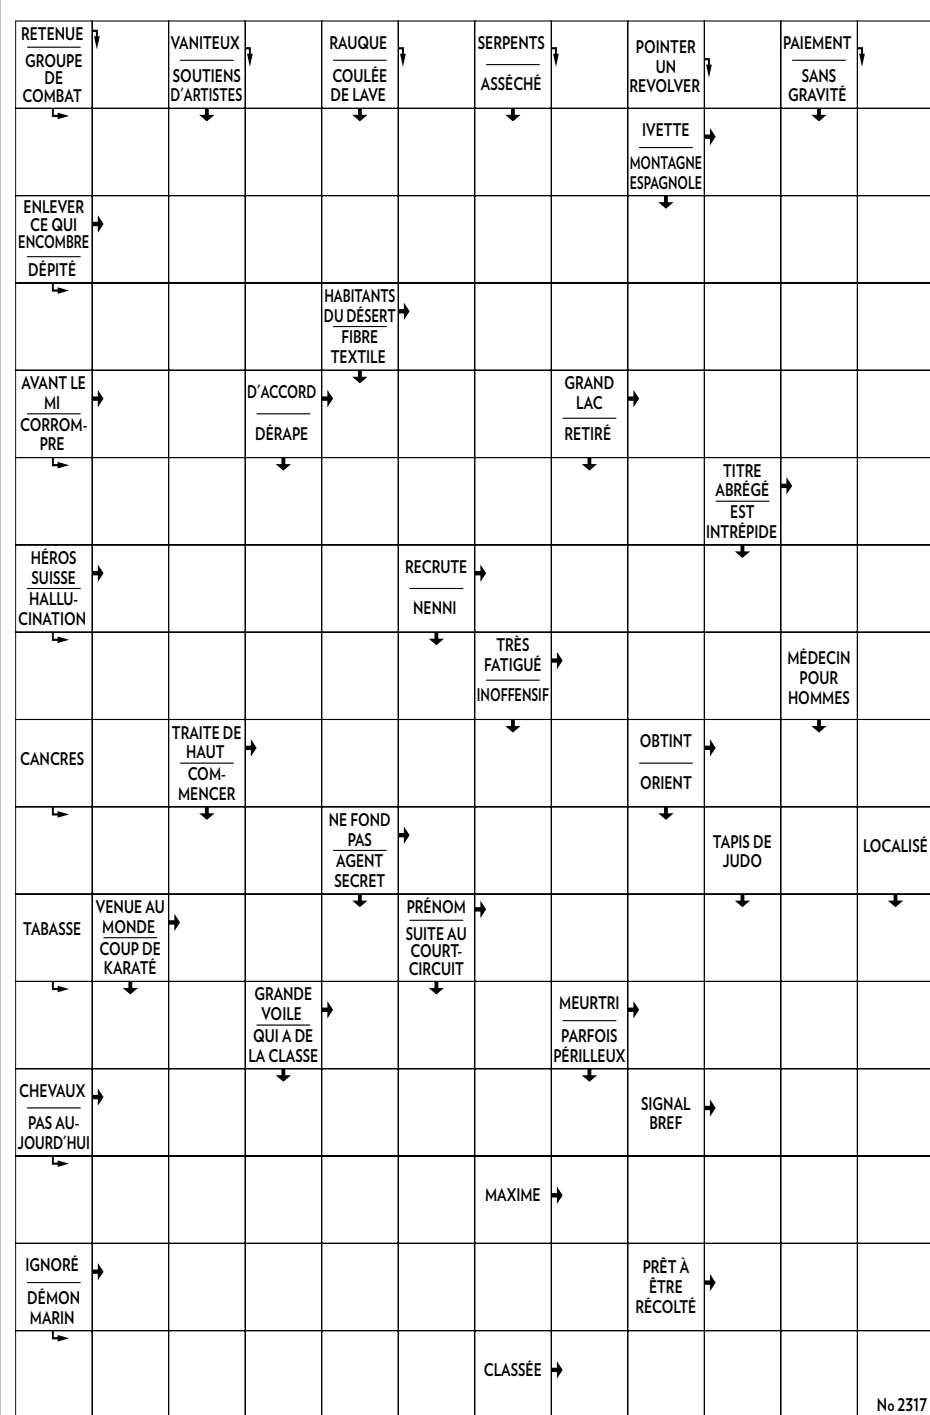 RETENUE
GROUPE
DE
COMBAT
VANITEUX
SOUTIENS
D'ARTISTES
RAUQUE
COULÉE
DE LAVE
SERPENTS
ASSÉCHÉ
POINTER
UN
REVOLVER
PAIEMENT
SANS
GRAVITÉ
IVETTE
MONTAGNE
ESPAGNOLE
ENLEVER
CE QUI
ENCOMBRE
DÉPITÉ
HABITANTS
DU DÉSERT
FIBRE
TEXTILE
AVANT LE
MI
CORROM-
PRE
D'ACCORD
DÉRAPE
GRAND
LAC
RETIRÉ
TITRE
ABRÉGÉ
EST
INTRÉPIDE
HÉROS
SUISSE
HALLU-
CINATION
RECRUTE
NENNI
TRÈS
FATIGUÉ
INOFFENSIF
MÉDECIN
POUR
HOMMES
CANCRES
TRAITE DE
HAUT
COM-
MENCER
OBTINT
ORIENT
NE FOND
PAS
AGENT
SECRET
TAPIS DE
JUDO
LOCALISÉ
TABASSE
VENUE AU
MONDE
COUP DE
KARATÉ
PRÉNOM
SUITE AU
COURT-
CIRCUIT
GRANDE
VOILE
QUI A DE
LA CLASSE
MEURTRI
PARFOIS
PÉRILLEUX
CHEVAUX
PAS AU-
JOURD'HUI
SIGNAL
BREF
MAXIME
IGNORÉ
DÉMON
MARIN
PRÊT À
ÊTRE
RÉCOLTÉ
CLASSÉE
No 2317